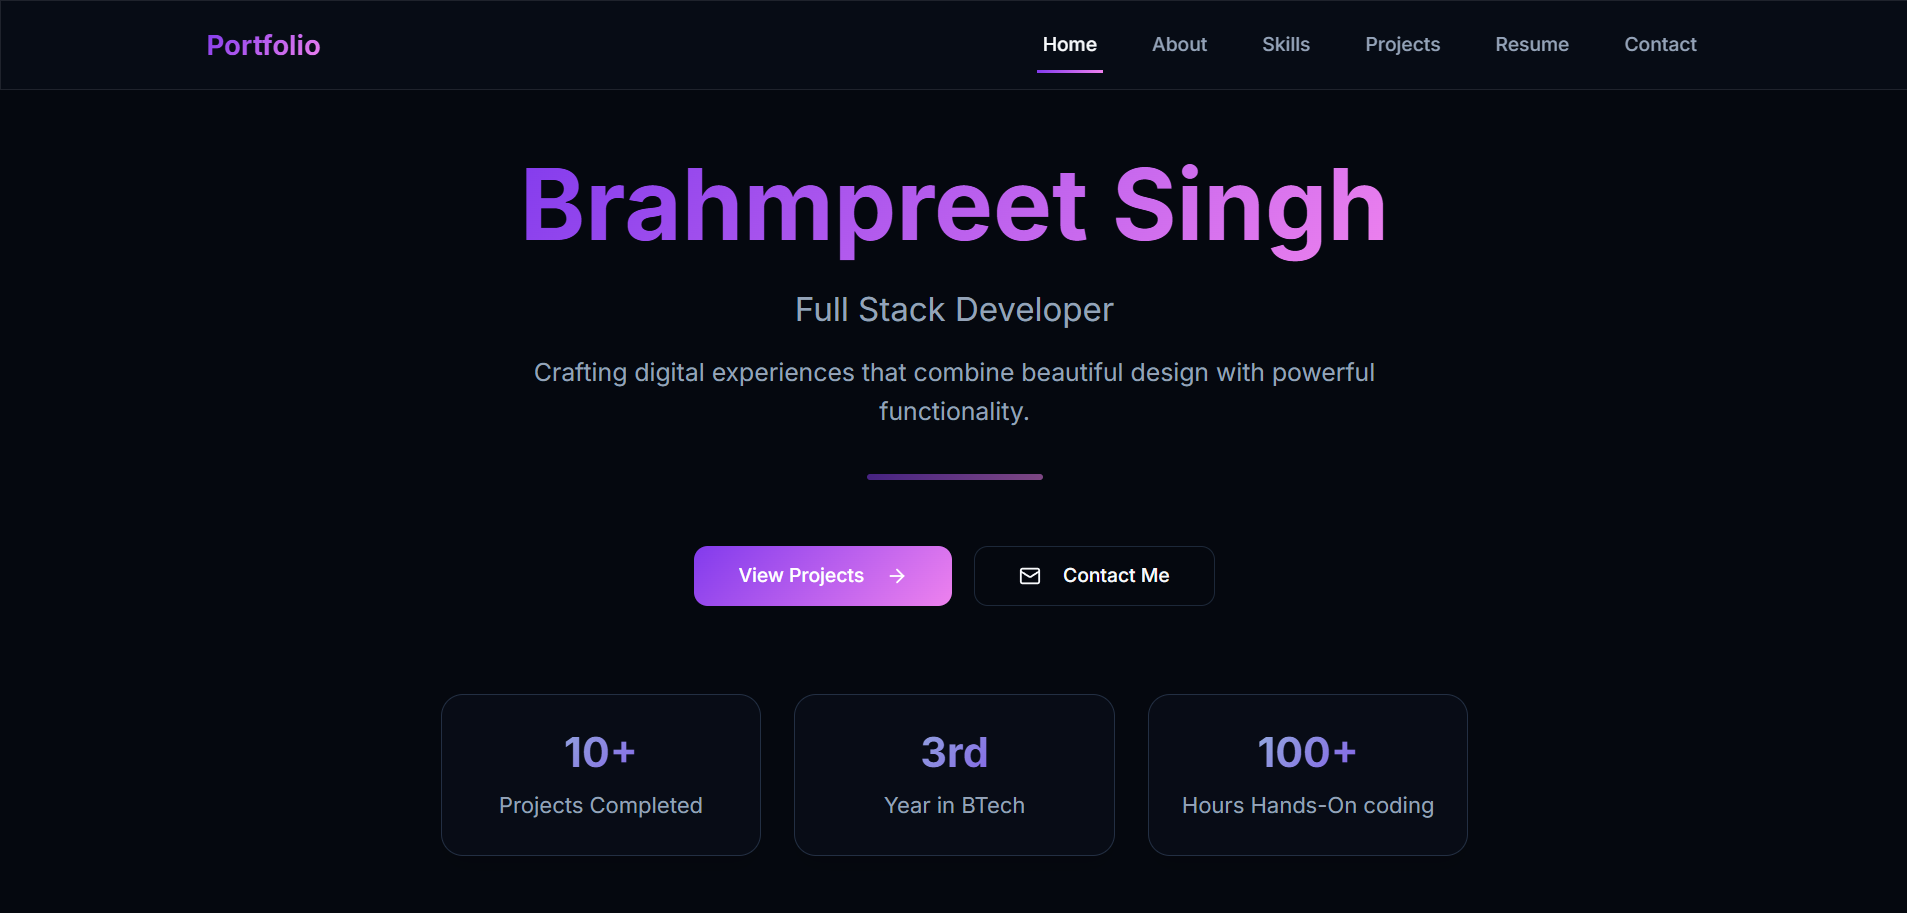 Portfolio
Home About Skills Projects Resume Contact
Brahmpreet Singh
Full Stack Developer
Crafting digital experiences that combine beautiful design with powerful
functionality.
View Projects
Contact Me
10+
Projects Completed
3rd
Year in BTech
100+
Hours Hands-On coding